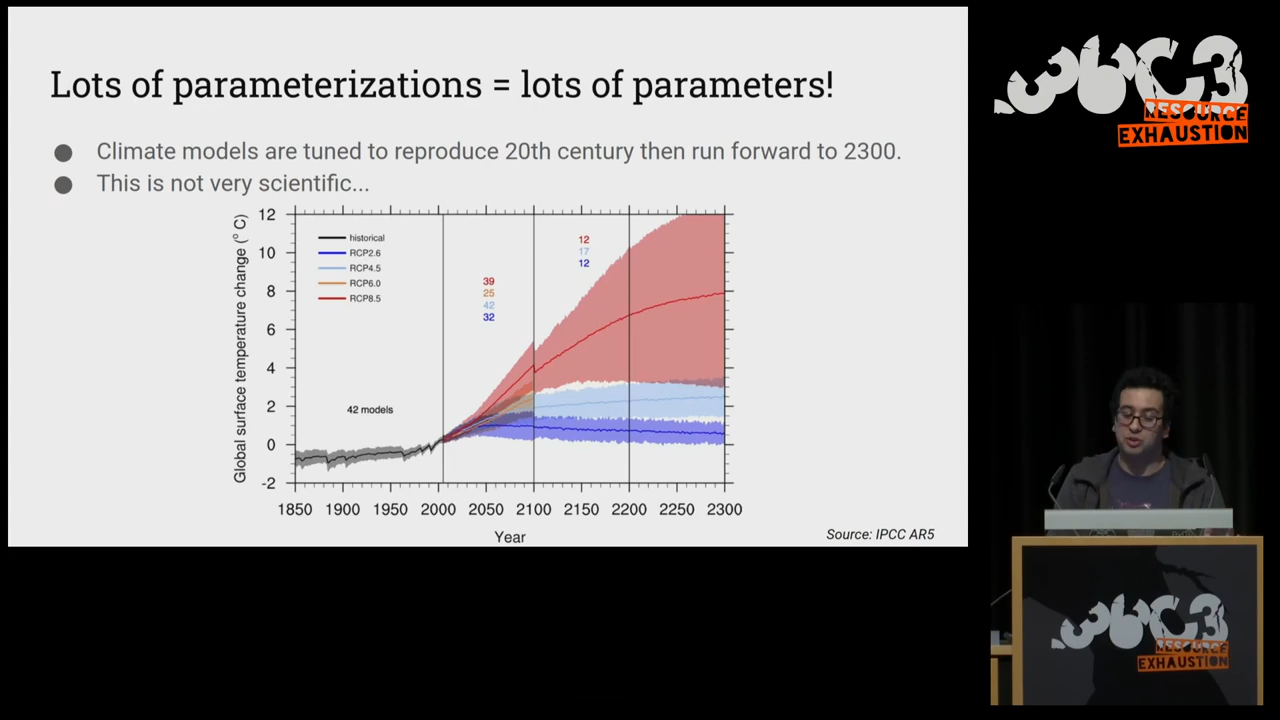 Lots of parameterizations = lots of parameters!
● Climate models are tuned to reproduce 20th century then run forward to 2300.
● This is not very scientific...
Global surface temperature change (° C)
12
10
8
6
4
2
0
-2
historical
RCP2.6
RCP4.5
RCP6.0
RCP8.5
42 models
39
25
42
32
12
17
12
1850 1900 1950 2000 2050 2100 2150 2200 2250 2300
Year
Source: IPCC AR5
36C3
RESOURCE
EXHAUSTION
36C3
RESOURCE
EXHAUSTION